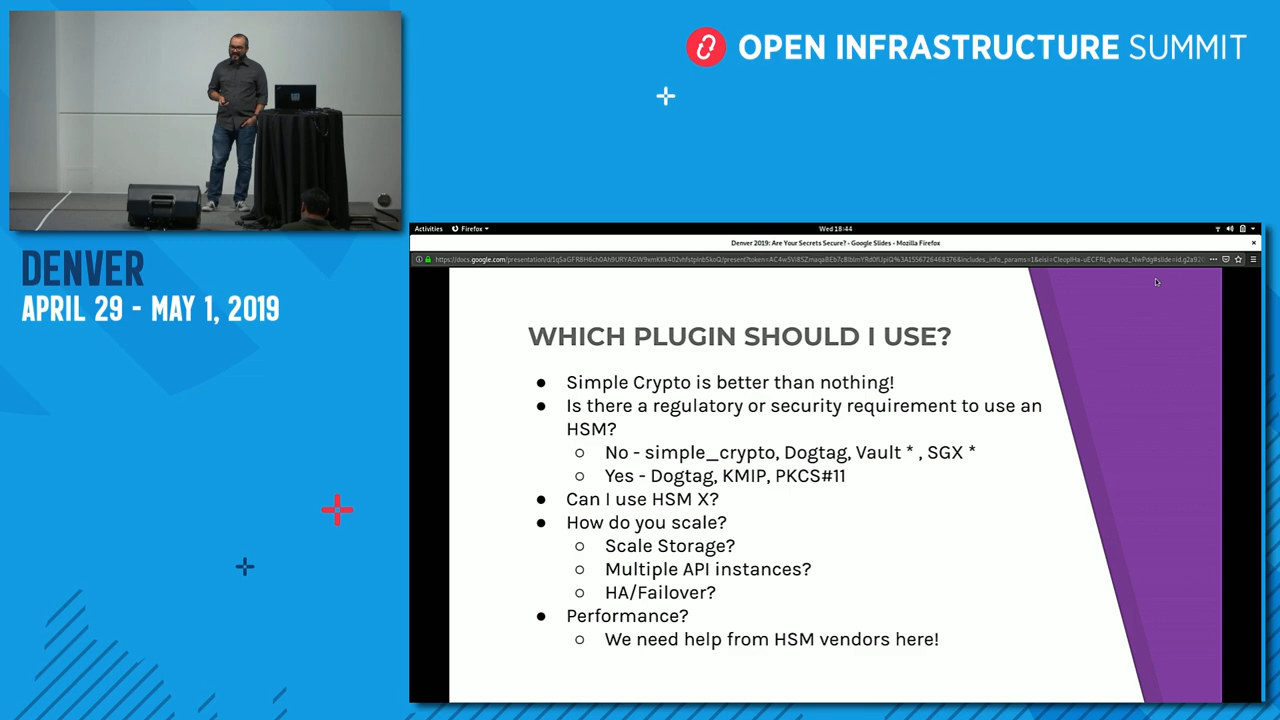 OPEN INFRASTRUCTURE SUMMIT
DENVER
APRIL 29 - MAY 1, 2019
Activities Firefox Wed 18:44
Denver 2019: Are Your Secrets Secure? - Google Slides - Mozilla Firefox
WHICH PLUGIN SHOULD I USE?
● Simple Crypto is better than nothing!
● Is there a regulatory or security requirement to use an
HSM?
○ No - simple_crypto, Dogtag, Vault * , SGX *
○ Yes - Dogtag, KMIP, PKCS#11
● Can I use HSM X?
● How do you scale?
○ Scale Storage?
○ Multiple API instances?
○ HA/Failover?
● Performance?
○ We need help from HSM vendors here!